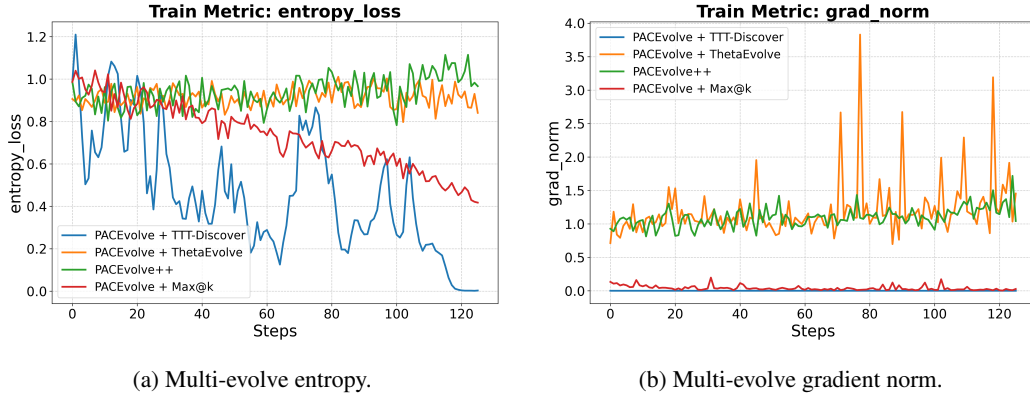 Train Metric: entropy_loss
1.2
1.0
0.8
0.6
0.4
0.2
0.0
entropy_loss
PACEvolve + TTT-Discover
PACEvolve + ThetaEvolve
PACEvolve++
PACEvolve + Max@k
0 20 40 60 80 100 120
Steps
(a) Multi-evolve entropy.
Train Metric: grad_norm
4.0
3.5
3.0
2.5
2.0
1.5
1.0
0.5
0.0
grad_norm
PACEvolve + TTT-Discover
PACEvolve + ThetaEvolve
PACEvolve++
PACEvolve + Max@k
0 20 40 60 80 100 120
Steps
(b) Multi-evolve gradient norm.